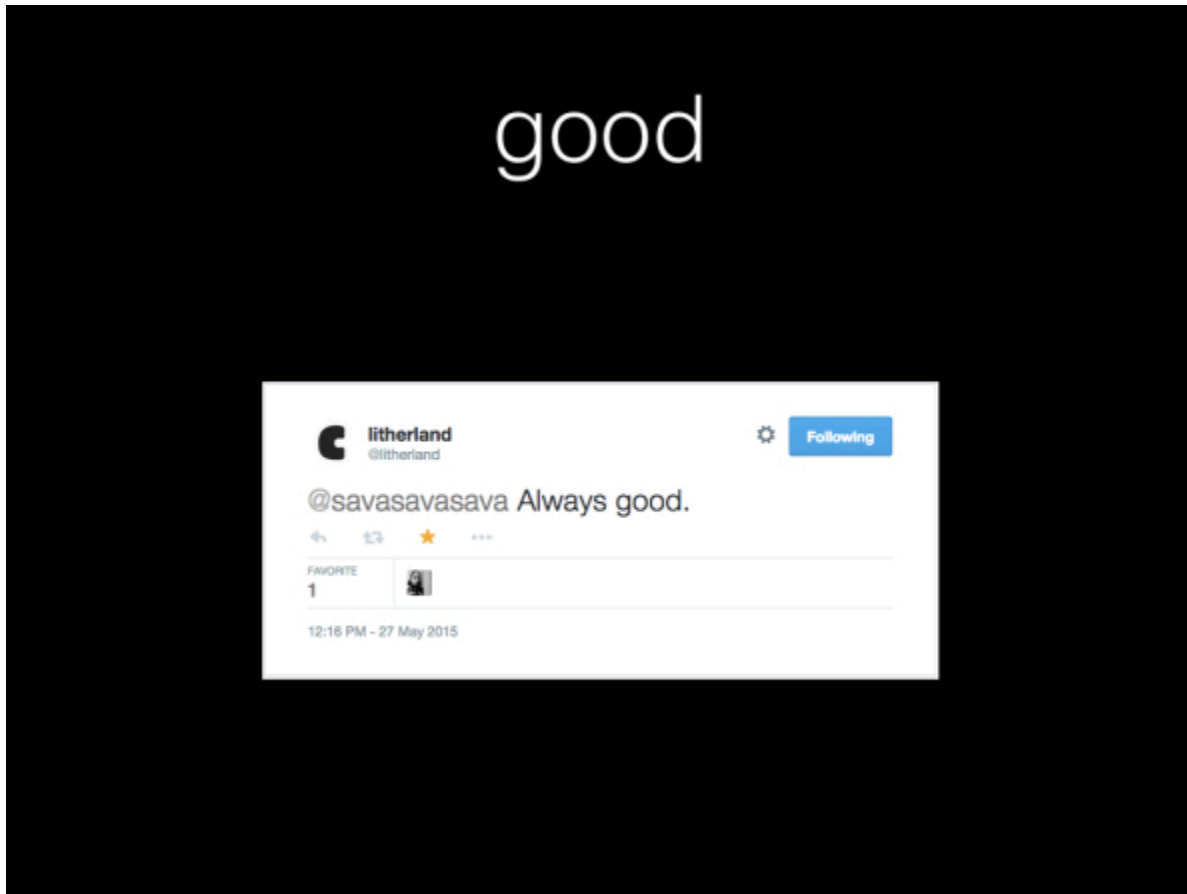 good
litherland
@litherland
Following
@savasavasava Always good.
FAVORITE
1
12:16 PM - 27 May 2015